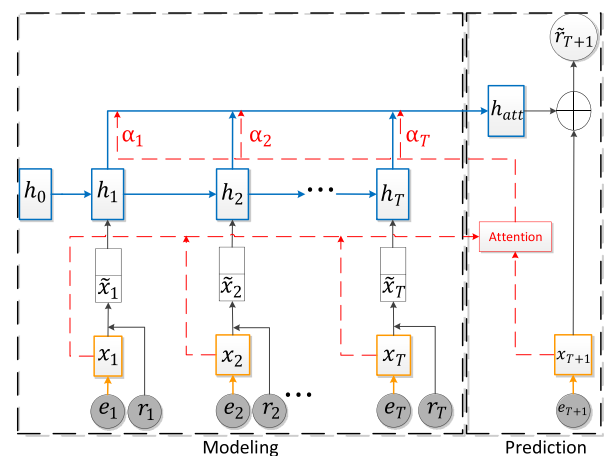 r̃T+1
hatt
α1 α2 αT
h0 h1 h2 ... hT
Attention
x̃1 x̃2 x̃T
x1 x2 xT xT+1
e1 r1 e2 r2 ... eT rT eT+1
Modeling Prediction